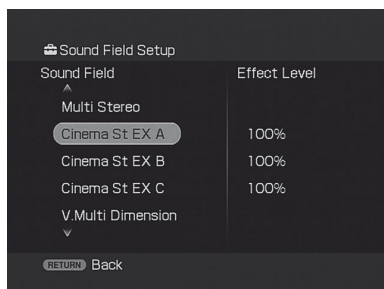 Sound Field Setup
Sound Field Effect Level
Multi Stereo
Cinema St EX A 100%
Cinema St EX B 100%
Cinema St EX C 100%
V.Multi Dimension
RETURN Back